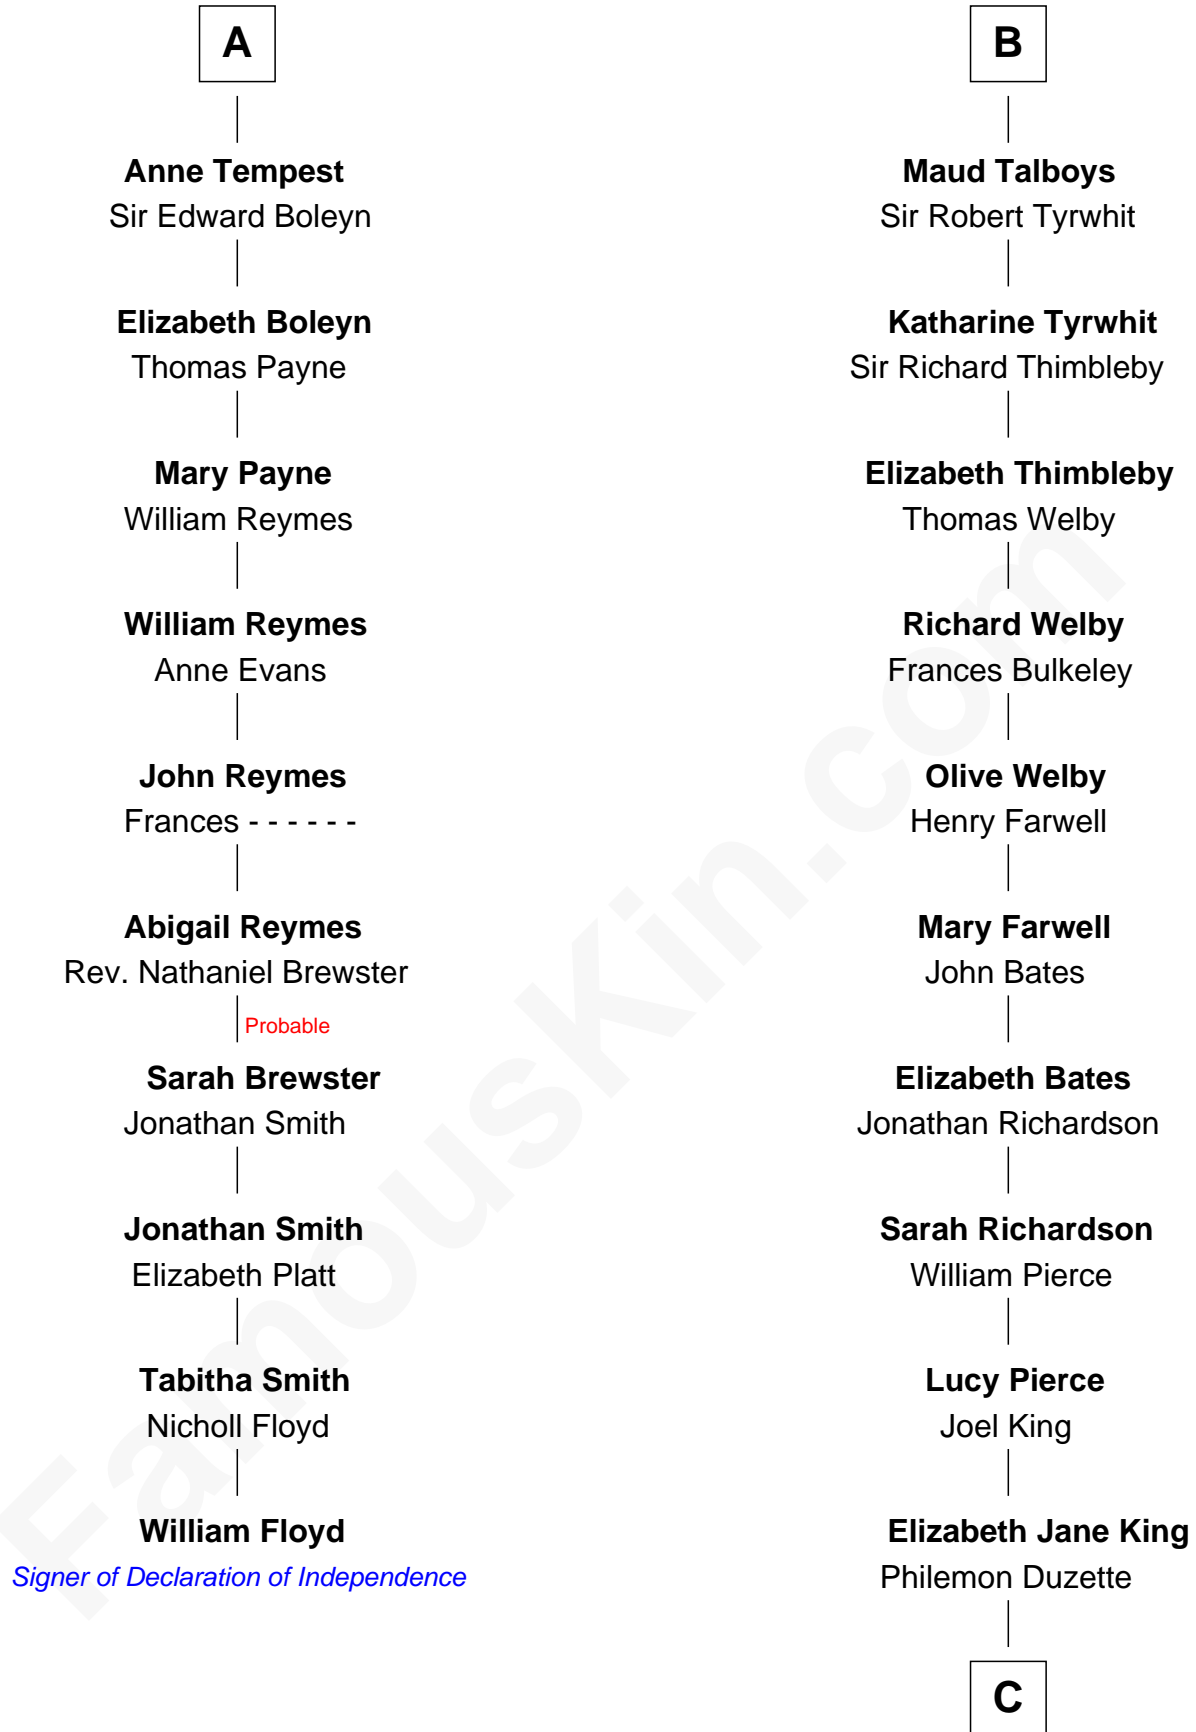 A
Anne Tempest
Sir Edward Boleyn
Elizabeth Boleyn
Thomas Payne
Mary Payne
William Reymes
William Reymes
Anne Evans
John Reymes
Frances - - - - - -
Abigail Reymes
Rev. Nathaniel Brewster
Probable
Sarah Brewster
Jonathan Smith
Jonathan Smith
Elizabeth Platt
Tabitha Smith
Nicholl Floyd
William Floyd
Signer of Declaration of Independence
B
Maud Talboys
Sir Robert Tyrwhit
Katharine Tyrwhit
Sir Richard Thimbleby
Elizabeth Thimbleby
Thomas Welby
Richard Welby
Frances Bulkeley
Olive Welby
Henry Farwell
Mary Farwell
John Bates
Elizabeth Bates
Jonathan Richardson
Sarah Richardson
William Pierce
Lucy Pierce
Joel King
Elizabeth Jane King
Philemon Duzette
C
FamousKin.com